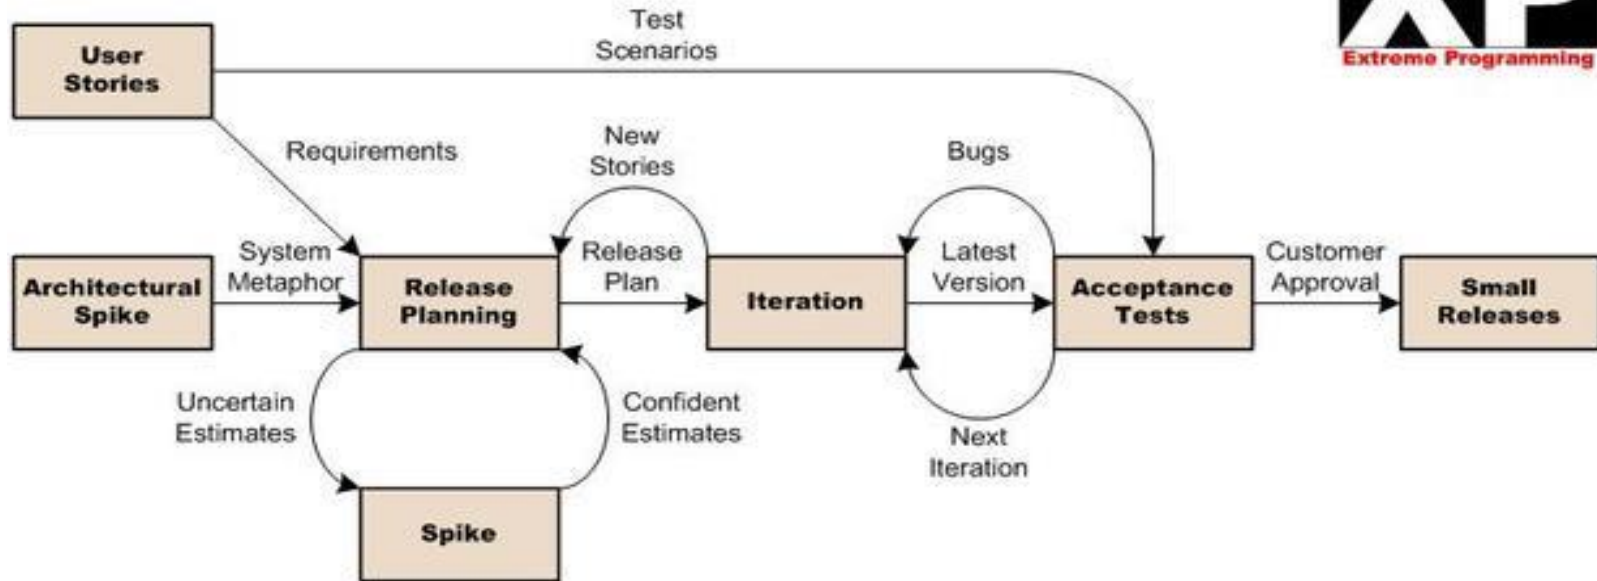 Test
Scenarios
XP
Extreme Programming
User
Stories
Requirements
New
Stories
Bugs
Architectural
Spike
System
Metaphor
Release
Planning
Release
Plan
Iteration
Latest
Version
Acceptance
Tests
Customer
Approval
Small
Releases
Uncertain
Estimates
Confident
Estimates
Next
Iteration
Spike